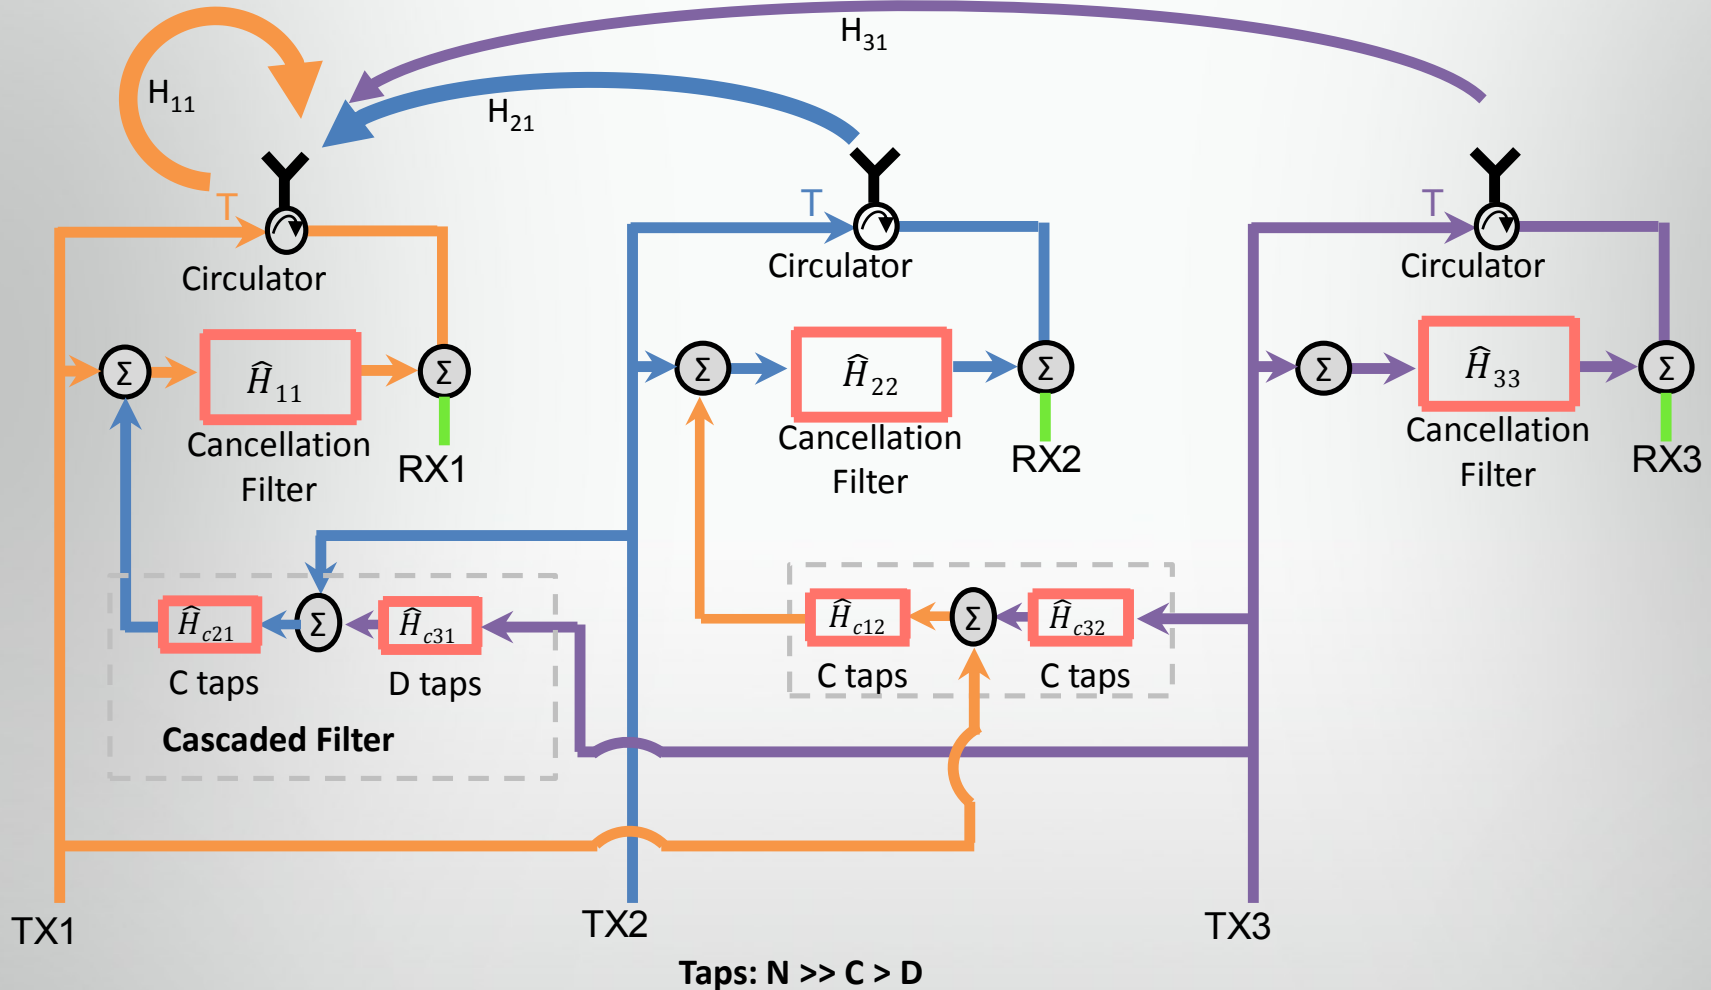 H31
H11
H21
T
T
T
Circulator
Circulator
Circulator
Σ
Ĥ11
Σ
Σ
Ĥ22
Σ
Σ
Ĥ33
Σ
Cancellation
Filter
RX1
Cancellation
Filter
RX2
Cancellation
Filter
RX3
Ĥc21
Σ
Ĥc31
C taps
D taps
Cascaded Filter
Ĥc12
Σ
Ĥc32
C taps
C taps
TX1
TX2
TX3
Taps: N >> C > D